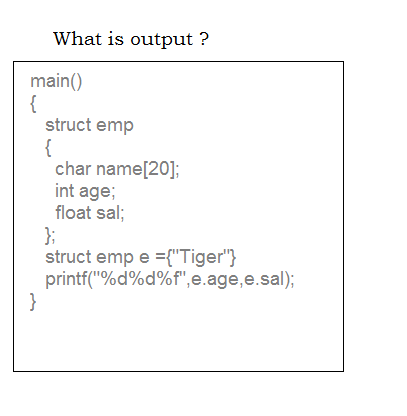 What is output ?
main()
{
struct emp
{
char name[20];
int age;
float sal;
};
struct emp e ={"Tiger"}
printf("%d%d%f",e.age,e.sal);
}